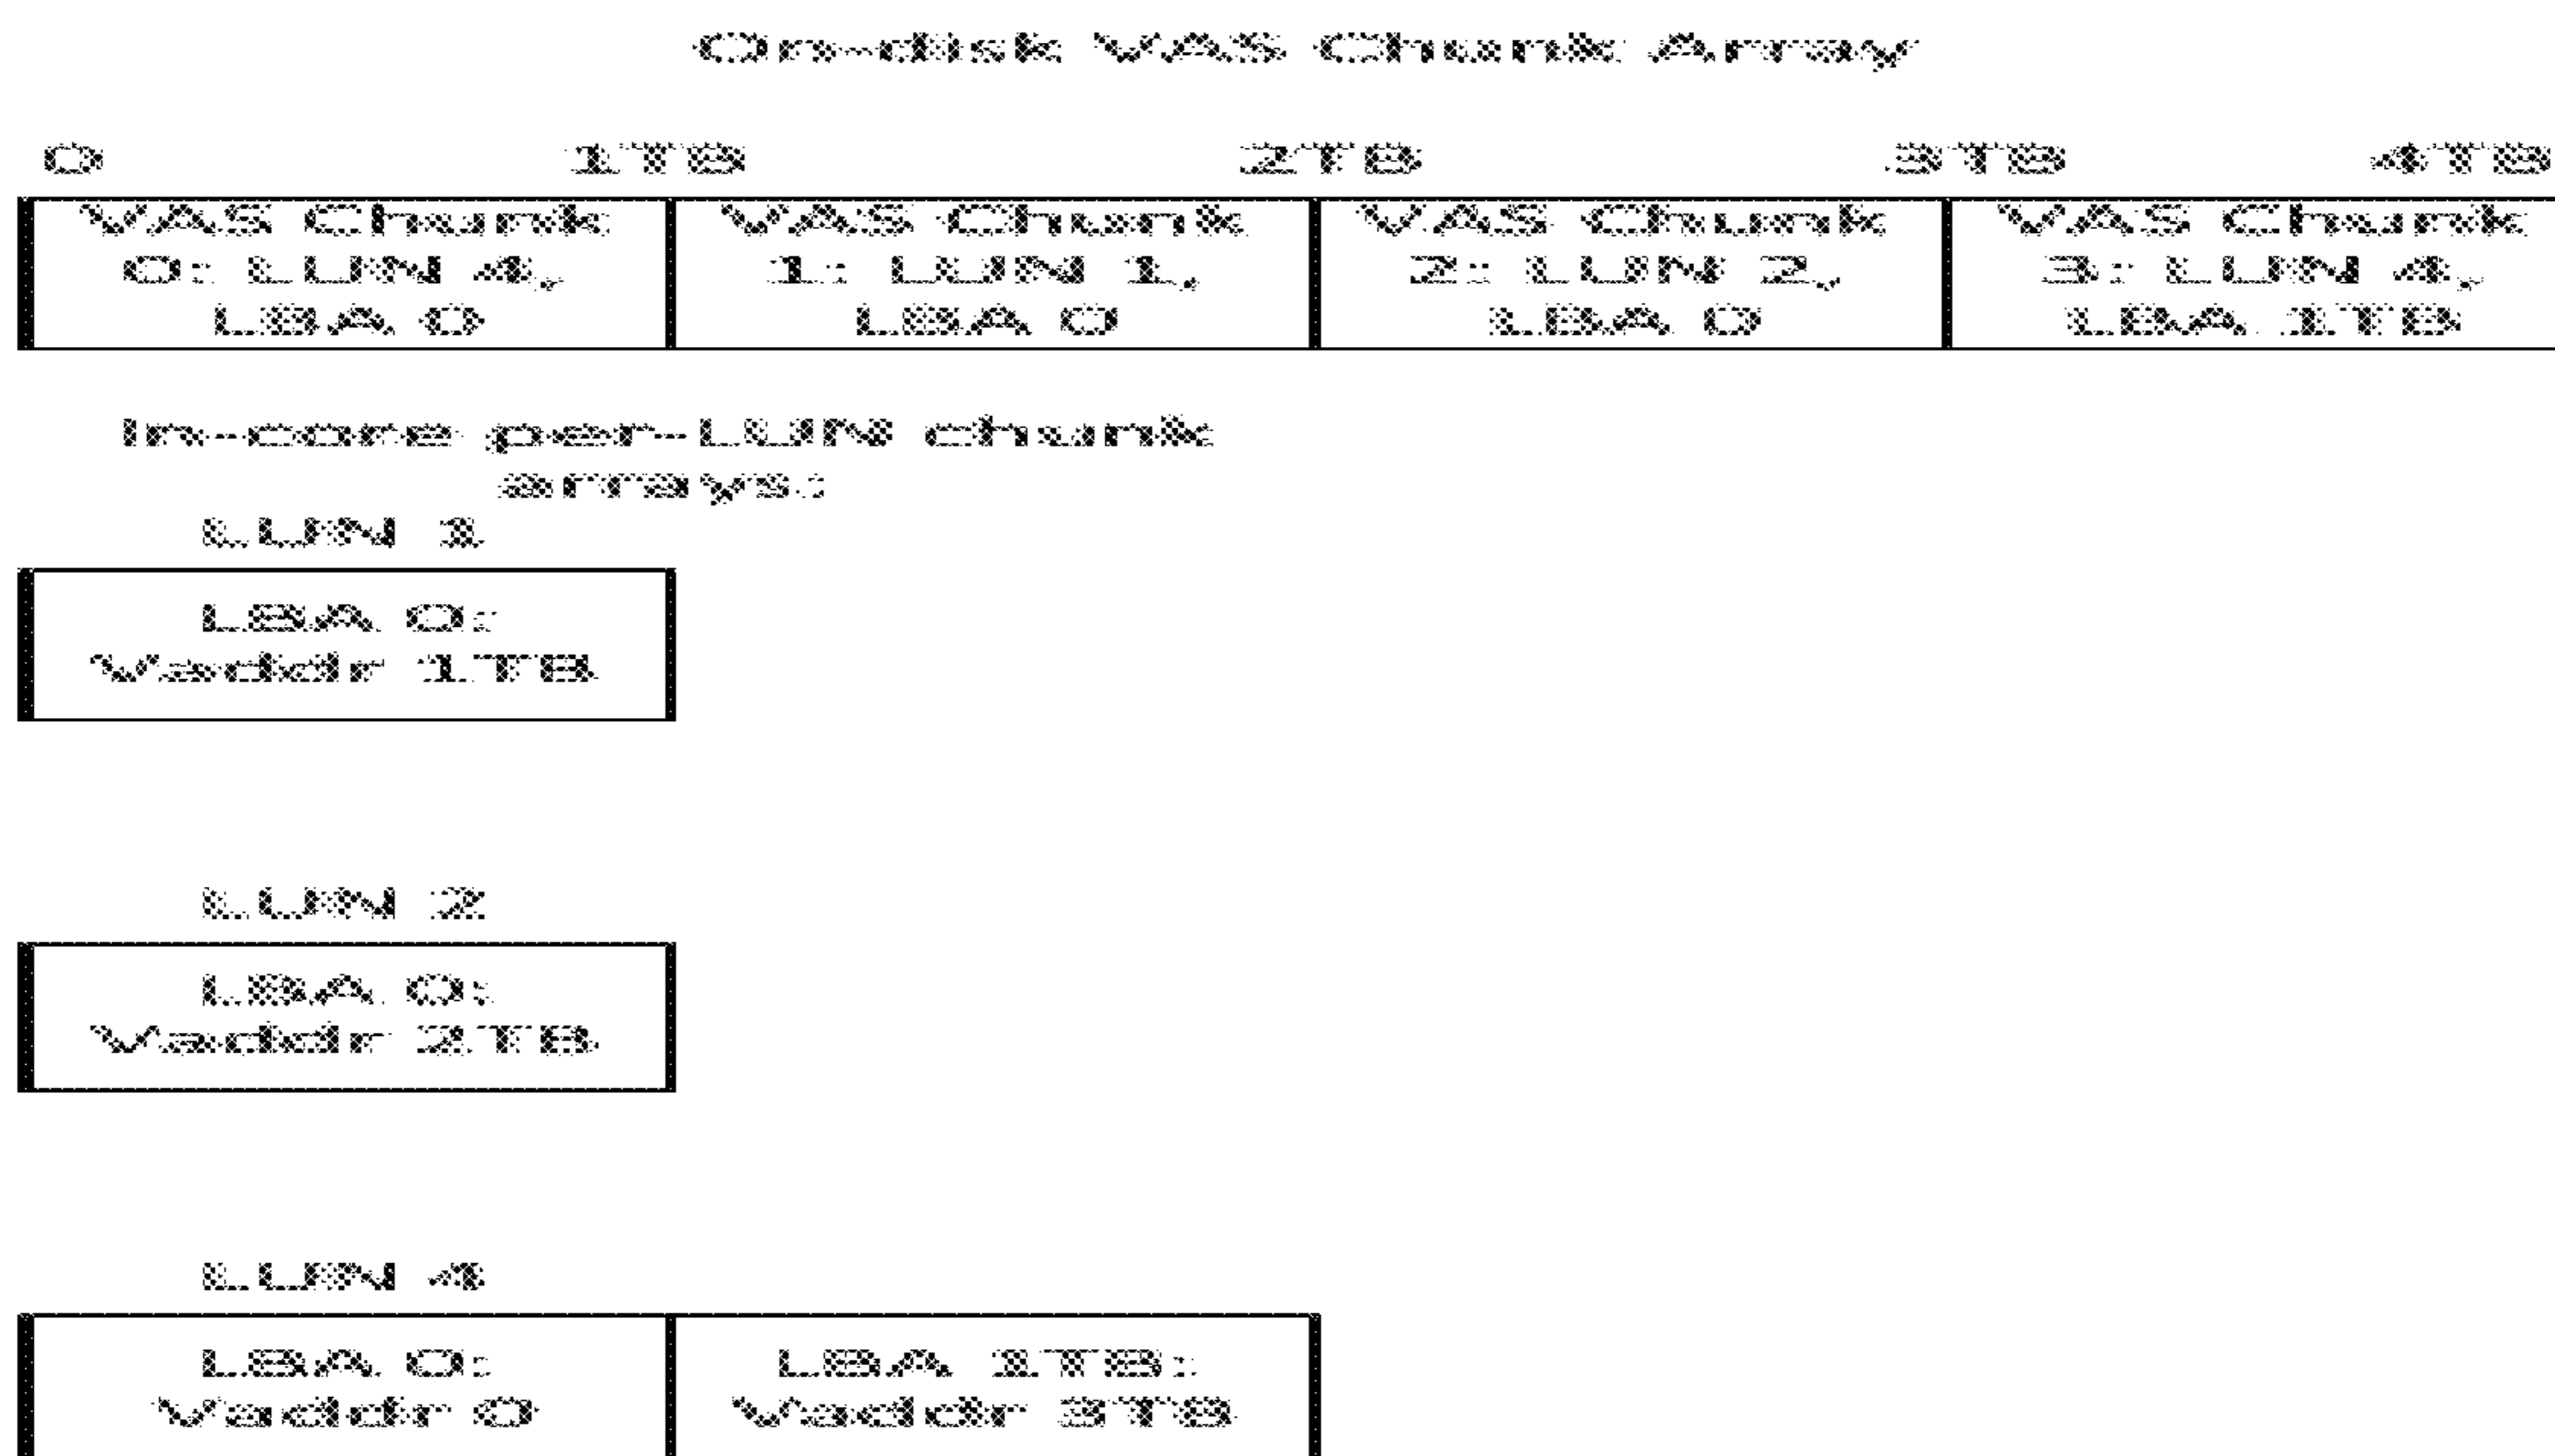 On-disk VAS Chunk Array
0 1TB 2TB 3TB 4TB
VAS Chunk
0: LUN 4,
LBA 0
VAS Chunk
1: LUN 1,
LBA 0
VAS Chunk
2: LUN 2,
LBA 0
VAS Chunk
3: LUN 4,
LBA 1TB
In-core per-LUN chunk
arrays:
LUN 1
LBA 0:
Vaddr 1TB
LUN 2
LBA 0:
Vaddr 2TB
LUN 4
LBA 0:
Vaddr 0
LBA 1TB:
Vaddr 3TB